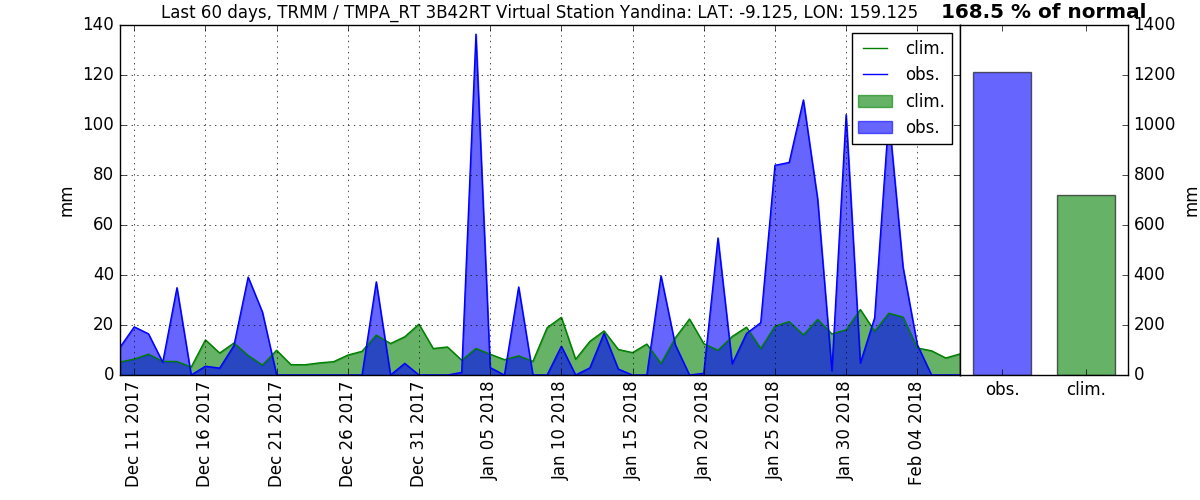 Last 60 days, TRMM / TMPA_RT 3B42RT Virtual Station Yandina: LAT: -9.125, LON: 159.125
168.5 % of normal
140
120
100
80
60
40
20
0
mm
clim.
obs.
clim.
obs.
1400
1200
1000
800
600
400
200
0
mm
Dec 11 2017
Dec 16 2017
Dec 21 2017
Dec 26 2017
Dec 31 2017
Jan 05 2018
Jan 10 2018
Jan 15 2018
Jan 20 2018
Jan 25 2018
Jan 30 2018
Feb 04 2018
obs.
clim.